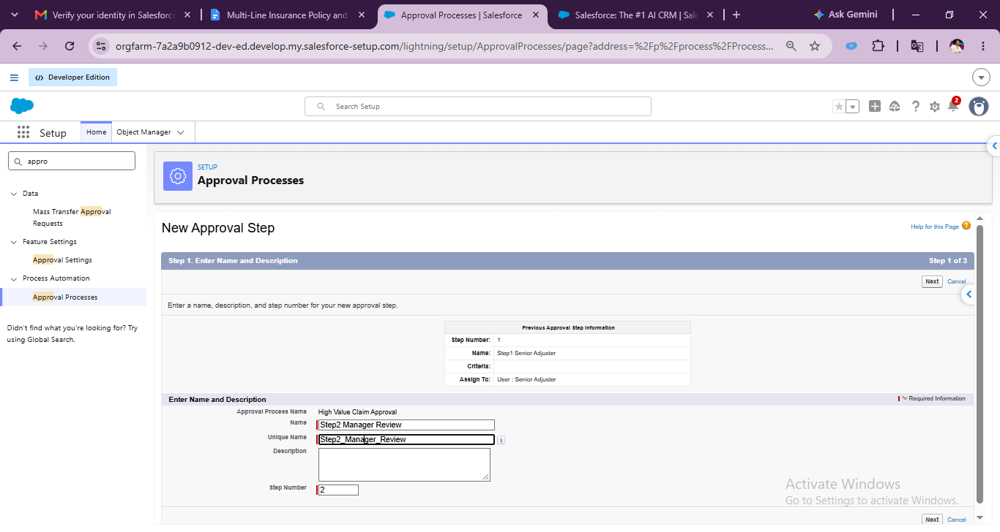 Verify your identity in Salesforce
Multi-Line Insurance Policy and
Approval Processes | Salesforce
Salesforce: The #1 AI CRM | Sale
Ask Gemini
orgfarm-7a2a9b0912-dev-ed.develop.my.salesforce-setup.com/lightning/setup/ApprovalProcesses/page?address=%2Fp%2Fprocess%2FProcess...
Developer Edition
Search Setup
2
Setup
Home
Object Manager
appro
SETUP
Approval Processes
Data
Mass Transfer Approval
Requests
Feature Settings
Approval Settings
Process Automation
Approval Processes
Didn't find what you're looking for? Try
using Global Search.
New Approval Step
Help for this Page
Step 1. Enter Name and Description
Step 1 of 3
Next
Cancel
Enter a name, description, and step number for your new approval step.
Previous Approval Step Information
Step Number: 1
Name: Step1 Senior Adjuster
Criteria:
Assign To: User : Senior Adjuster
Enter Name and Description
= Required Information
Approval Process Name High Value Claim Approval
Name Step2 Manager Review
Unique Name Step2_Manager_Review
Description
Step Number 2
Next
Cancel
Activate Windows
Go to Settings to activate Windows.